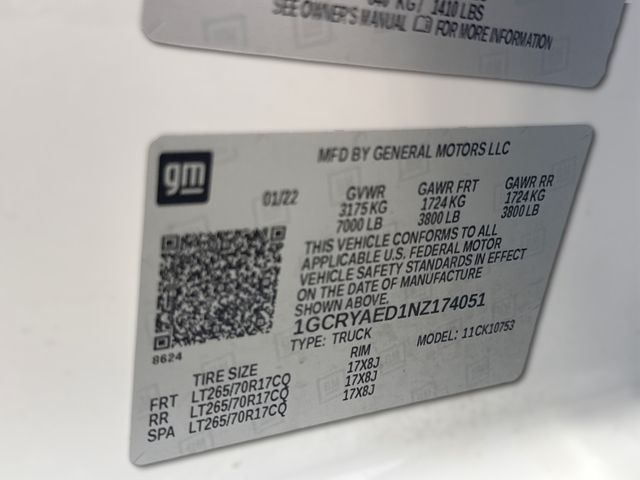 KG / 1410 LBS
SEE OWNER'S MANUAL FOR MORE INFORMATION
gm
MFD BY GENERAL MOTORS LLC
01/22 GVWR GAWR FRT GAWR RR
3175 KG 1724 KG 1724 KG
7000 LB 3800 LB 3800 LB
THIS VEHICLE CONFORMS TO ALL
APPLICABLE U.S. FEDERAL MOTOR
VEHICLE SAFETY STANDARDS IN EFFECT
ON THE DATE OF MANUFACTURE
SHOWN ABOVE.
1GCRYAED1NZ174051
TYPE: TRUCK MODEL: 11CK10753
8624
TIRE SIZE RIM
FRT LT265/70R17CQ 17X8J
RR LT265/70R17CQ 17X8J
SPA LT265/70R17CQ 17X8J